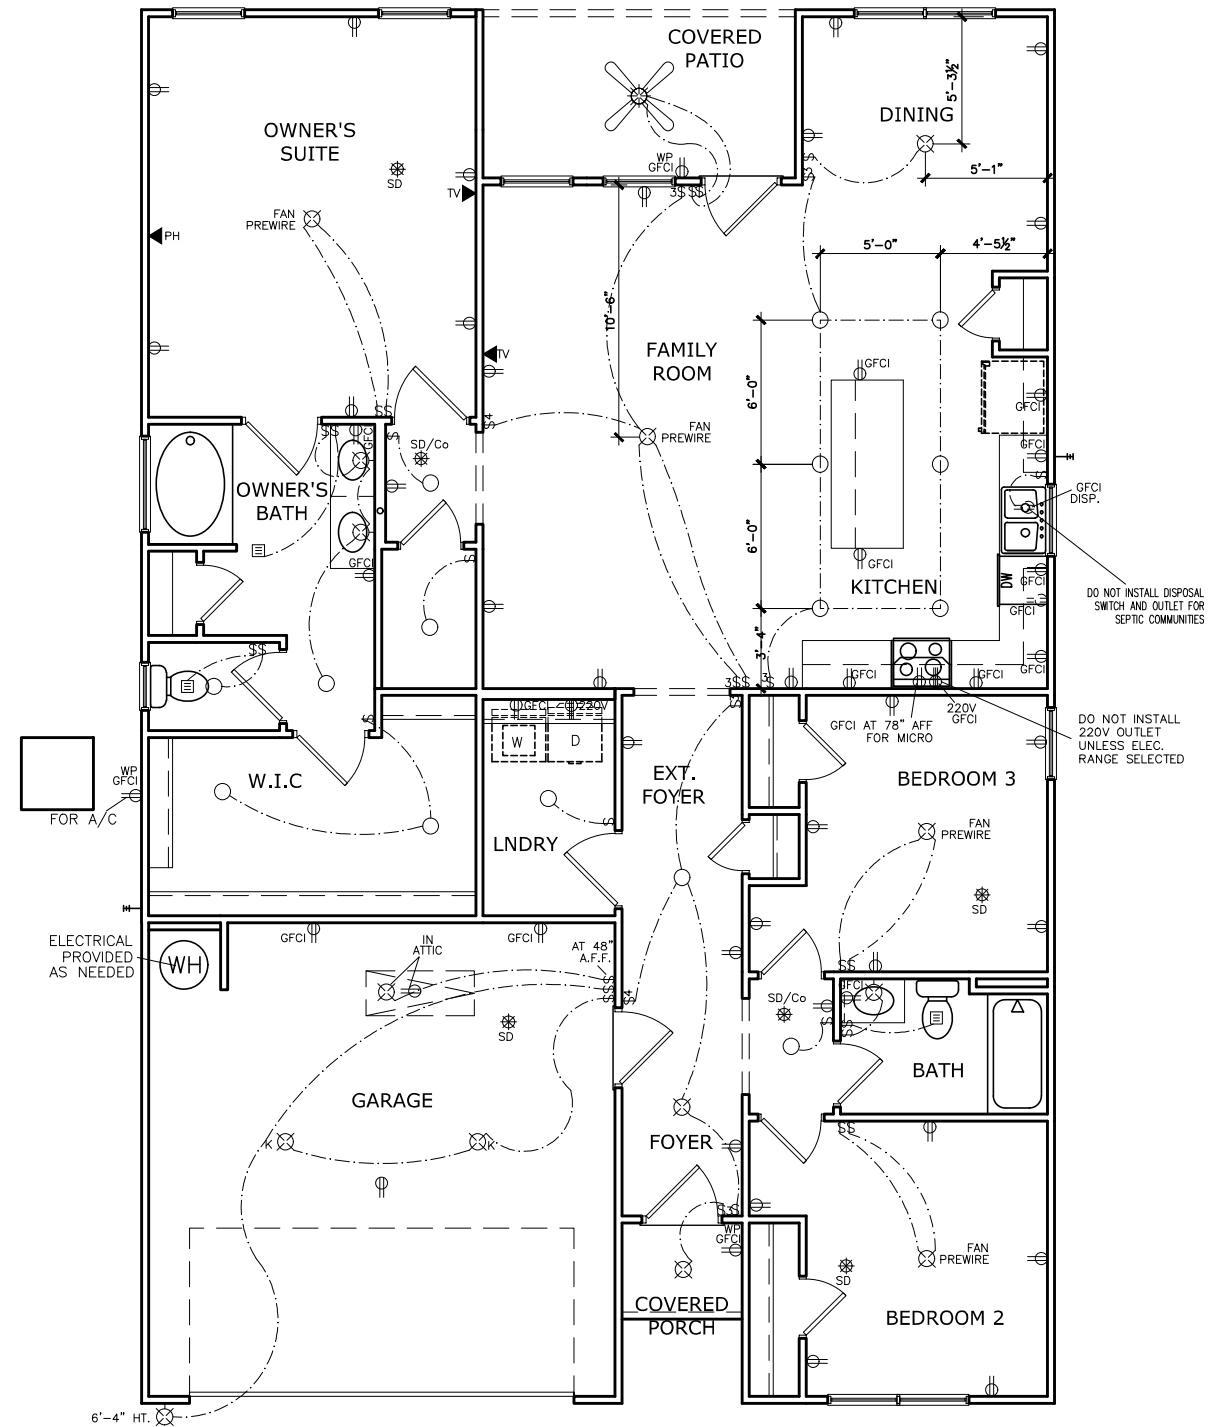 COVERED
PATIO
5'-3½"
OWNER'S
SUITE
DINING
WP
GFCI
SD
5'-1"
TV
3$ $$
$
$
FAN
PREWIRE
PH
5'-0"
4'-5½"
10'-6"
TV
FAMILY
ROOM
GFCI
6'-0"
GFCI
$$
$4
FAN
PREWIRE
$$
GFCI
$
SD/Co
GFCI
$
GFCI
DISP.
OWNER'S
BATH
6'-0"
GFCI
GFCI
$
KITCHEN
DW
GFCI
GFCI
DO NOT INSTALL DISPOSAL
SWITCH AND OUTLET FOR
SEPTIC COMMUNITIES
$$
3'-4"
GFCI
3$$
3
GFCI
GFCI
220V
GFCI
GFCI AT 78" AFF
FOR MICRO
DO NOT INSTALL
220V OUTLET
UNLESS ELEC.
RANGE SELECTED
$
GFCI
220V
$$
W
D
WP
GFCI
FOR A/C
W.I.C
EXT.
FOYER
BEDROOM 3
LNDRY
$
FAN
PREWIRE
SD
ELECTRICAL
PROVIDED
AS NEEDED
WH
GFCI
IN
ATTIC
GFCI
AT 48"
A.F.F.
$
$
$
$4
$$
GFCI
SD/Co
$
$$
SD
BATH
GARAGE
K
K
FOYER
$$
$3$
WP
GFCI
FAN
PREWIRE
SD
COVERED
PORCH
BEDROOM 2
6'-4" HT.